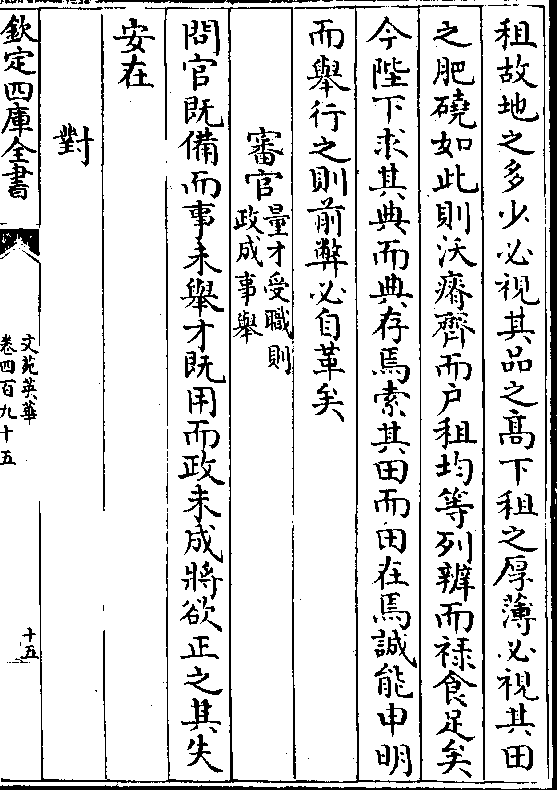 租故地之多少必視其品之髙下租之厚薄必視其田
之肥磽如此則沃瘠齊而户租均等列辨而禄食足矣
今陛下求其典而典存焉索其田而田在焉誠能申明
而舉行之則前弊必自革矣
審官量才受職則
政成事舉
問官既備而事未舉才既用而政未成將欲正之其失
安在
對
欽定四庫全書
文苑英華
卷四百九十五
十五